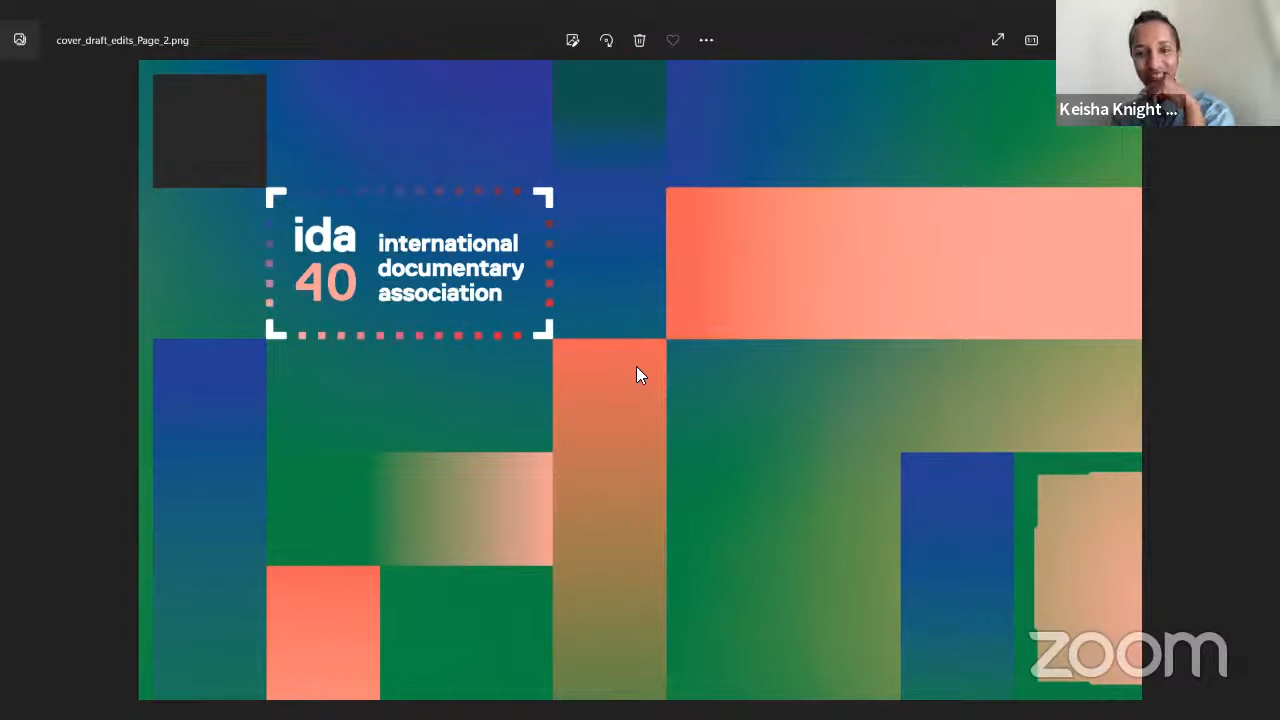 cover_draft_edits_Page_2.png
Keisha Knight ...
ida
40
international
documentary
association
zoom